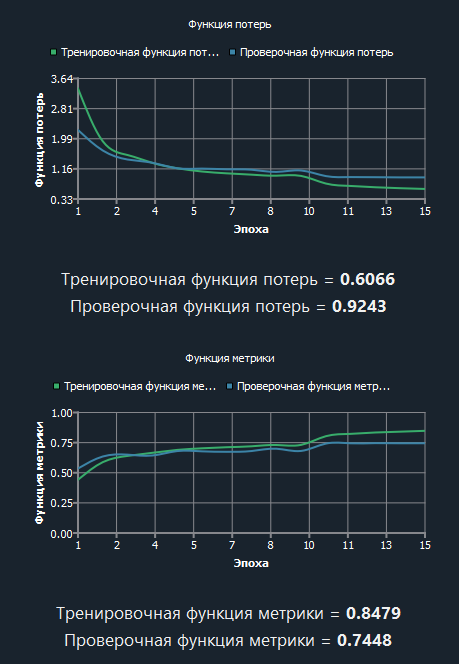 Функция потерь
Тренировочная функция пот... Проверочная функция потерь
3.64
2.81
1.99
1.16
0.33
Функция потерь
1 2 4 5 7 8 10 11 13 15
Эпоха
Тренировочная функция потерь = 0.6066
Проверочная функция потерь = 0.9243
Функция метрики
Тренировочная функция ме... Проверочная функция метр...
1.00
0.75
0.50
0.25
0.00
Функция метрики
1 2 4 5 7 8 10 11 13 15
Эпоха
Тренировочная функция метрики = 0.8479
Проверочная функция метрики = 0.7448